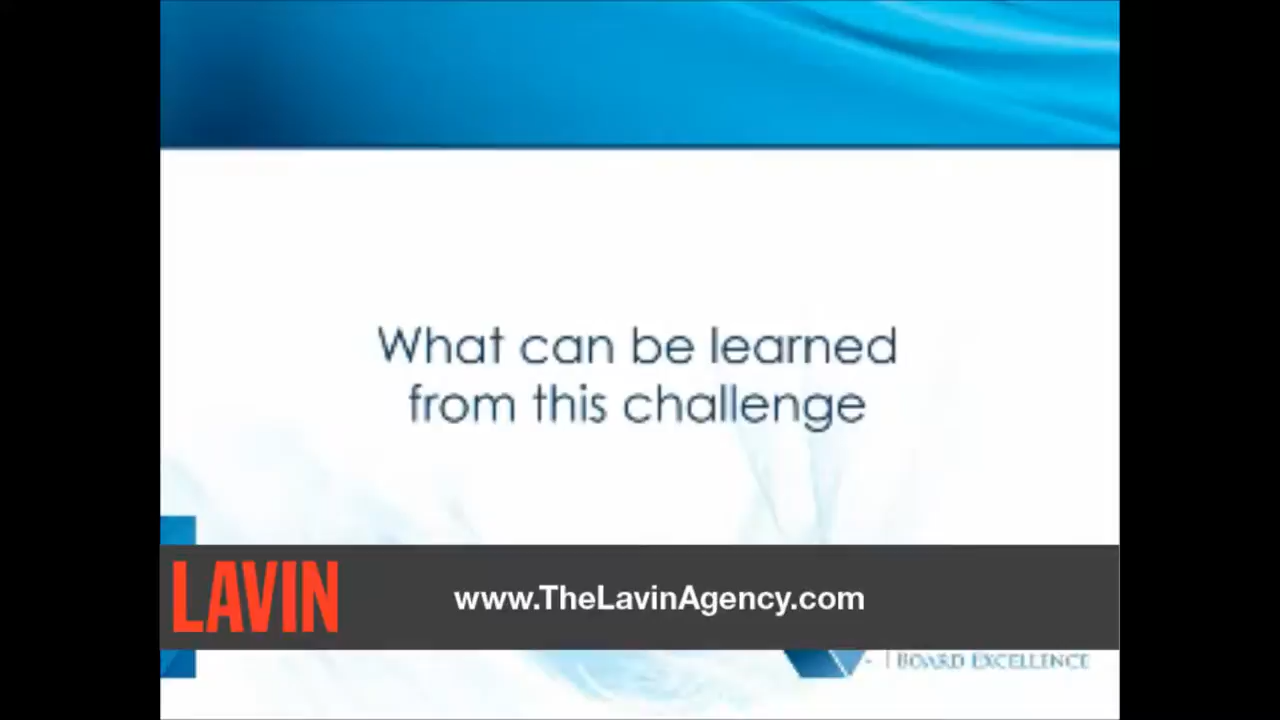 What can be learned
from this challenge
LAVIN
www.TheLavinAgency.com
BOARD EXCELLENCE